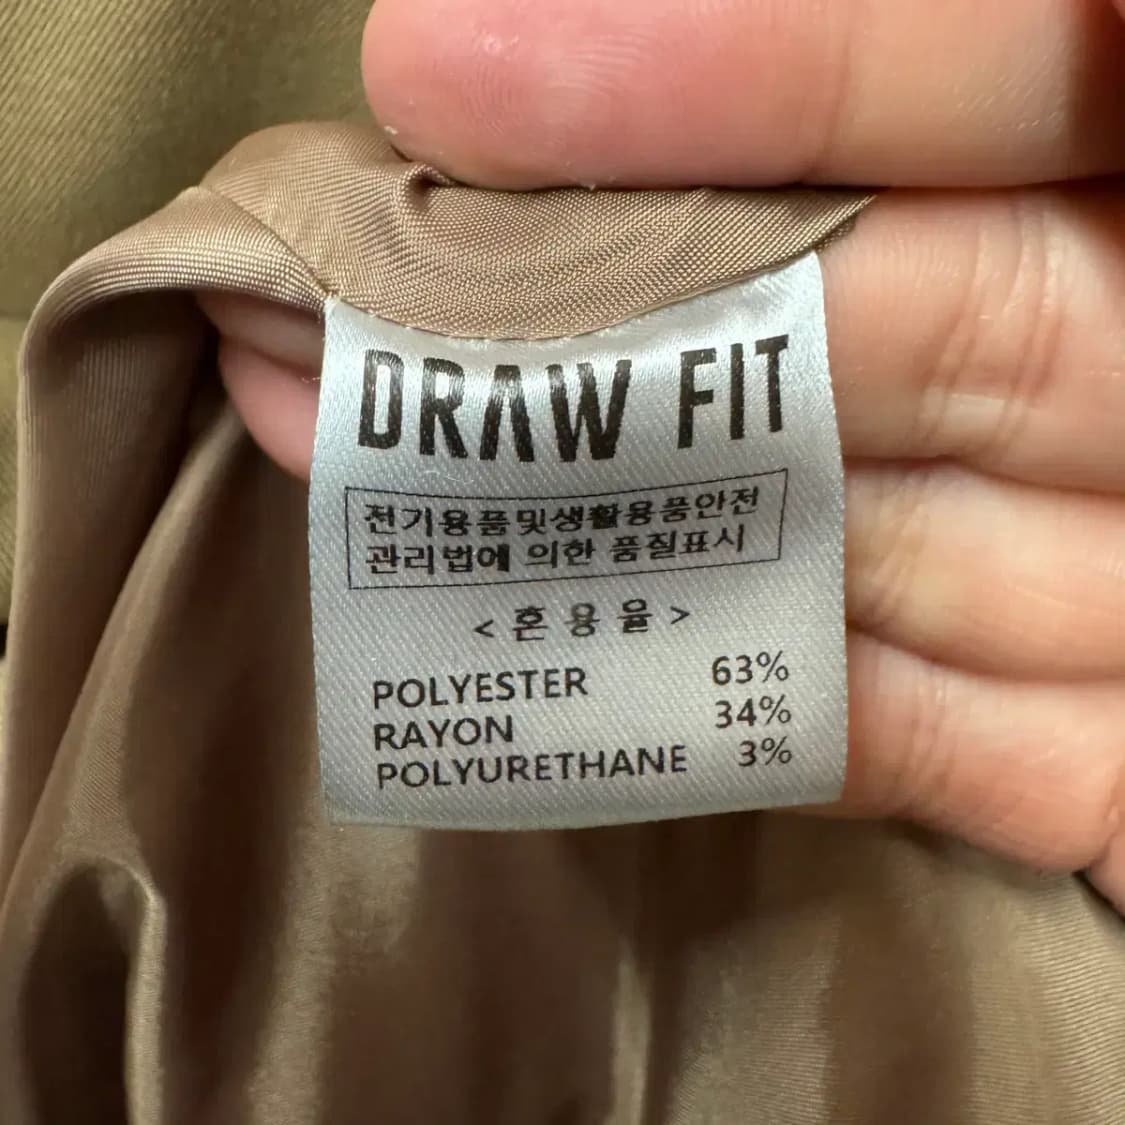 DRAW FIT
전기용품및생활용품안전
관리법에 의한 품질표시
<혼용율>
POLYESTER 63%
RAYON 34%
POLYURETHANE 3%